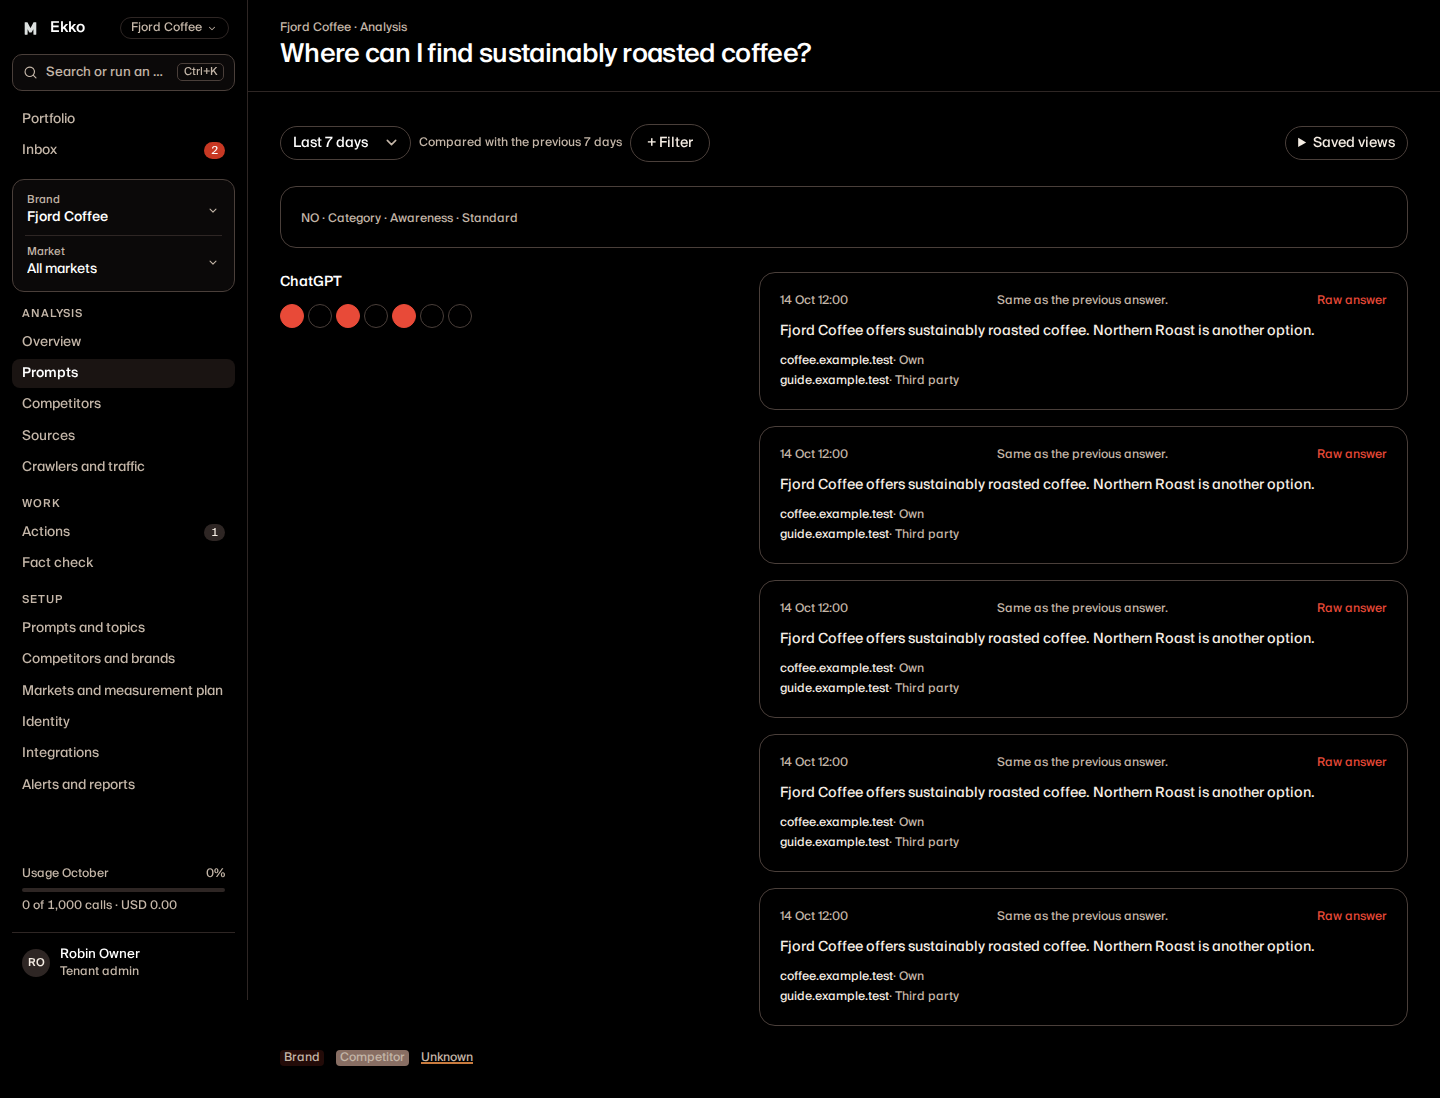 Ekko
Fjord Coffee
Search or run an ...
Ctrl+K
Portfolio
Inbox
2
Brand
Fjord Coffee
Market
All markets
ANALYSIS
Overview
Prompts
Competitors
Sources
Crawlers and traffic
WORK
Actions
1
Fact check
SETUP
Prompts and topics
Competitors and brands
Markets and measurement plan
Identity
Integrations
Alerts and reports
Usage October
0%
0 of 1,000 calls · USD 0.00
RO
Robin Owner
Tenant admin
Fjord Coffee · Analysis
Where can I find sustainably roasted coffee?
Last 7 days
Compared with the previous 7 days
+ Filter
Saved views
NO · Category · Awareness · Standard
ChatGPT
14 Oct 12:00
Same as the previous answer.
Raw answer
Fjord Coffee offers sustainably roasted coffee. Northern Roast is another option.
coffee.example.test · Own
guide.example.test · Third party
14 Oct 12:00
Same as the previous answer.
Raw answer
Fjord Coffee offers sustainably roasted coffee. Northern Roast is another option.
coffee.example.test · Own
guide.example.test · Third party
14 Oct 12:00
Same as the previous answer.
Raw answer
Fjord Coffee offers sustainably roasted coffee. Northern Roast is another option.
coffee.example.test · Own
guide.example.test · Third party
14 Oct 12:00
Same as the previous answer.
Raw answer
Fjord Coffee offers sustainably roasted coffee. Northern Roast is another option.
coffee.example.test · Own
guide.example.test · Third party
14 Oct 12:00
Same as the previous answer.
Raw answer
Fjord Coffee offers sustainably roasted coffee. Northern Roast is another option.
coffee.example.test · Own
guide.example.test · Third party
Brand
Competitor
Unknown